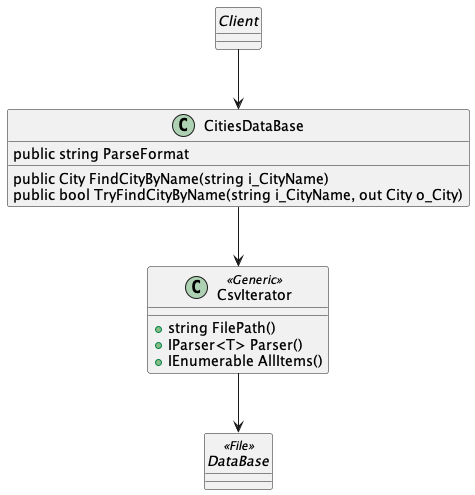 Client
C CitiesDataBase
public string ParseFormat
public City FindCityByName(string i_CityName)
public bool TryFindCityByName(string i_CityName, out City o_City)
«Generic»
C CsvIterator
string FilePath()
IParser<T> Parser()
IEnumerable AllItems()
«File»
DataBase